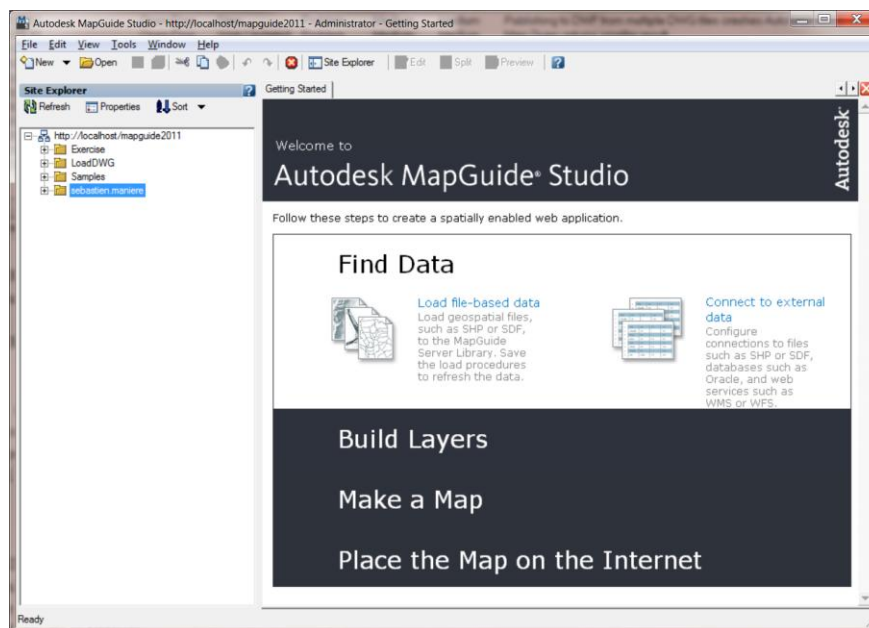 Autodesk MapGuide Studio - http://localhost/mapguide2011 - Administrator - Getting Started
File Edit View Tools Window Help
New Open Site Explorer Edit Split Preview
Site Explorer
Refresh Properties Sort
http://localhost/mapguide2011
Exercise
LoadDWG
Samples
sebastien.maniere
Getting Started
Welcome to
Autodesk MapGuide® Studio
Autodesk®
Follow these steps to create a spatially enabled web application.
Find Data
Load file-based data
Load geospatial files,
such as SHP or SDF,
to the MapGuide
Server Library. Save
the load procedures
to refresh the data.
Connect to external
data
Configure
connections to files
such as SHP or SDF,
databases such as
Oracle, and web
services such as
WMS or WFS.
Build Layers
Make a Map
Place the Map on the Internet
Ready